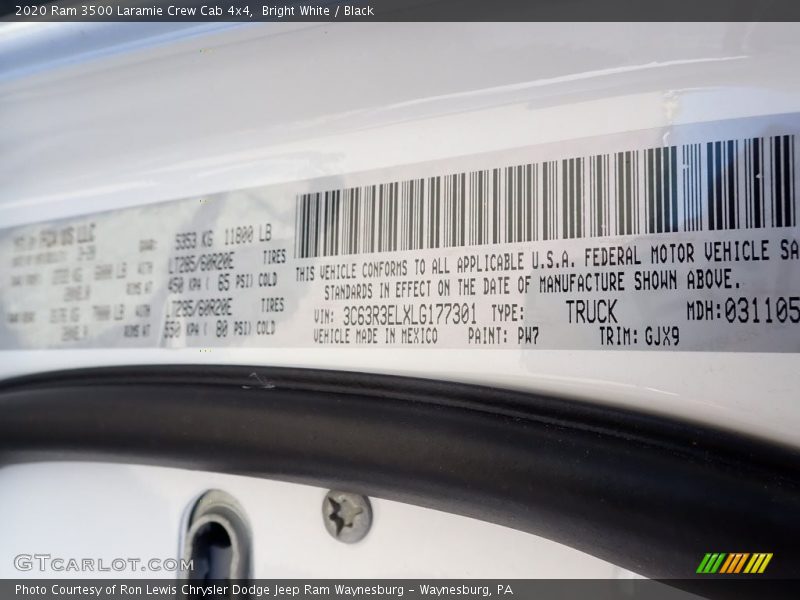 2020 Ram 3500 Laramie Crew Cab 4x4,  Bright White / Black
FCA US LLC
5353 KG 11800 LB
LT285/60R20E TIRES
450 KPA ( 65 PSI) COLD
LT285/60R20E TIRES
550 KPA ( 80 PSI) COLD
THIS VEHICLE CONFORMS TO ALL APPLICABLE U.S.A. FEDERAL MOTOR VEHICLE SA
STANDARDS IN EFFECT ON THE DATE OF MANUFACTURE SHOWN ABOVE.
VIN: 3C63R3ELXLG177301 TYPE: TRUCK MDH:031105
VEHICLE MADE IN MEXICO PAINT: PW7 TRIM: GJX9
GTCARLOT.COM
Photo Courtesy of Ron Lewis Chrysler Dodge Jeep Ram Waynesburg – Waynesburg, PA